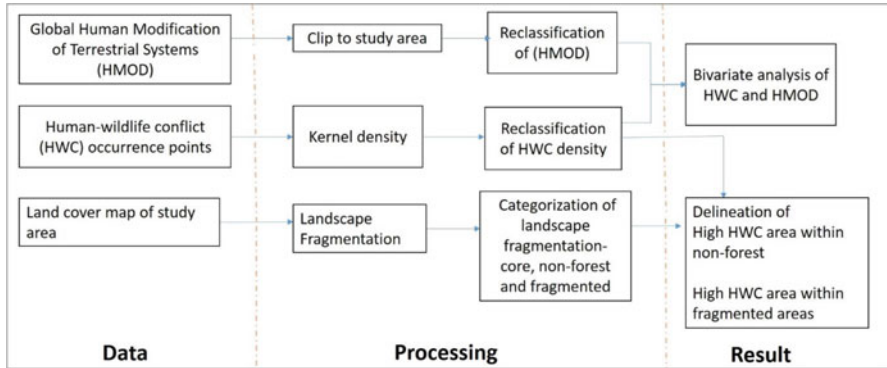 Global Human Modification
of Terrestrial Systems
(HMOD)
Clip to study area
Reclassification
of (HMOD)
Bivariate analysis of
HWC and HMOD
Human-wildlife conflict
(HWC) occurrence points
Kernel density
Reclassification
of HWC density
Land cover map of study
area
Landscape
Fragmentation
Categorization of
landscape
fragmentation-
core, non-forest
and fragmented
Delineation of
High HWC area within
non-forest
High HWC area within
fragmented areas
Data
Processing
Result